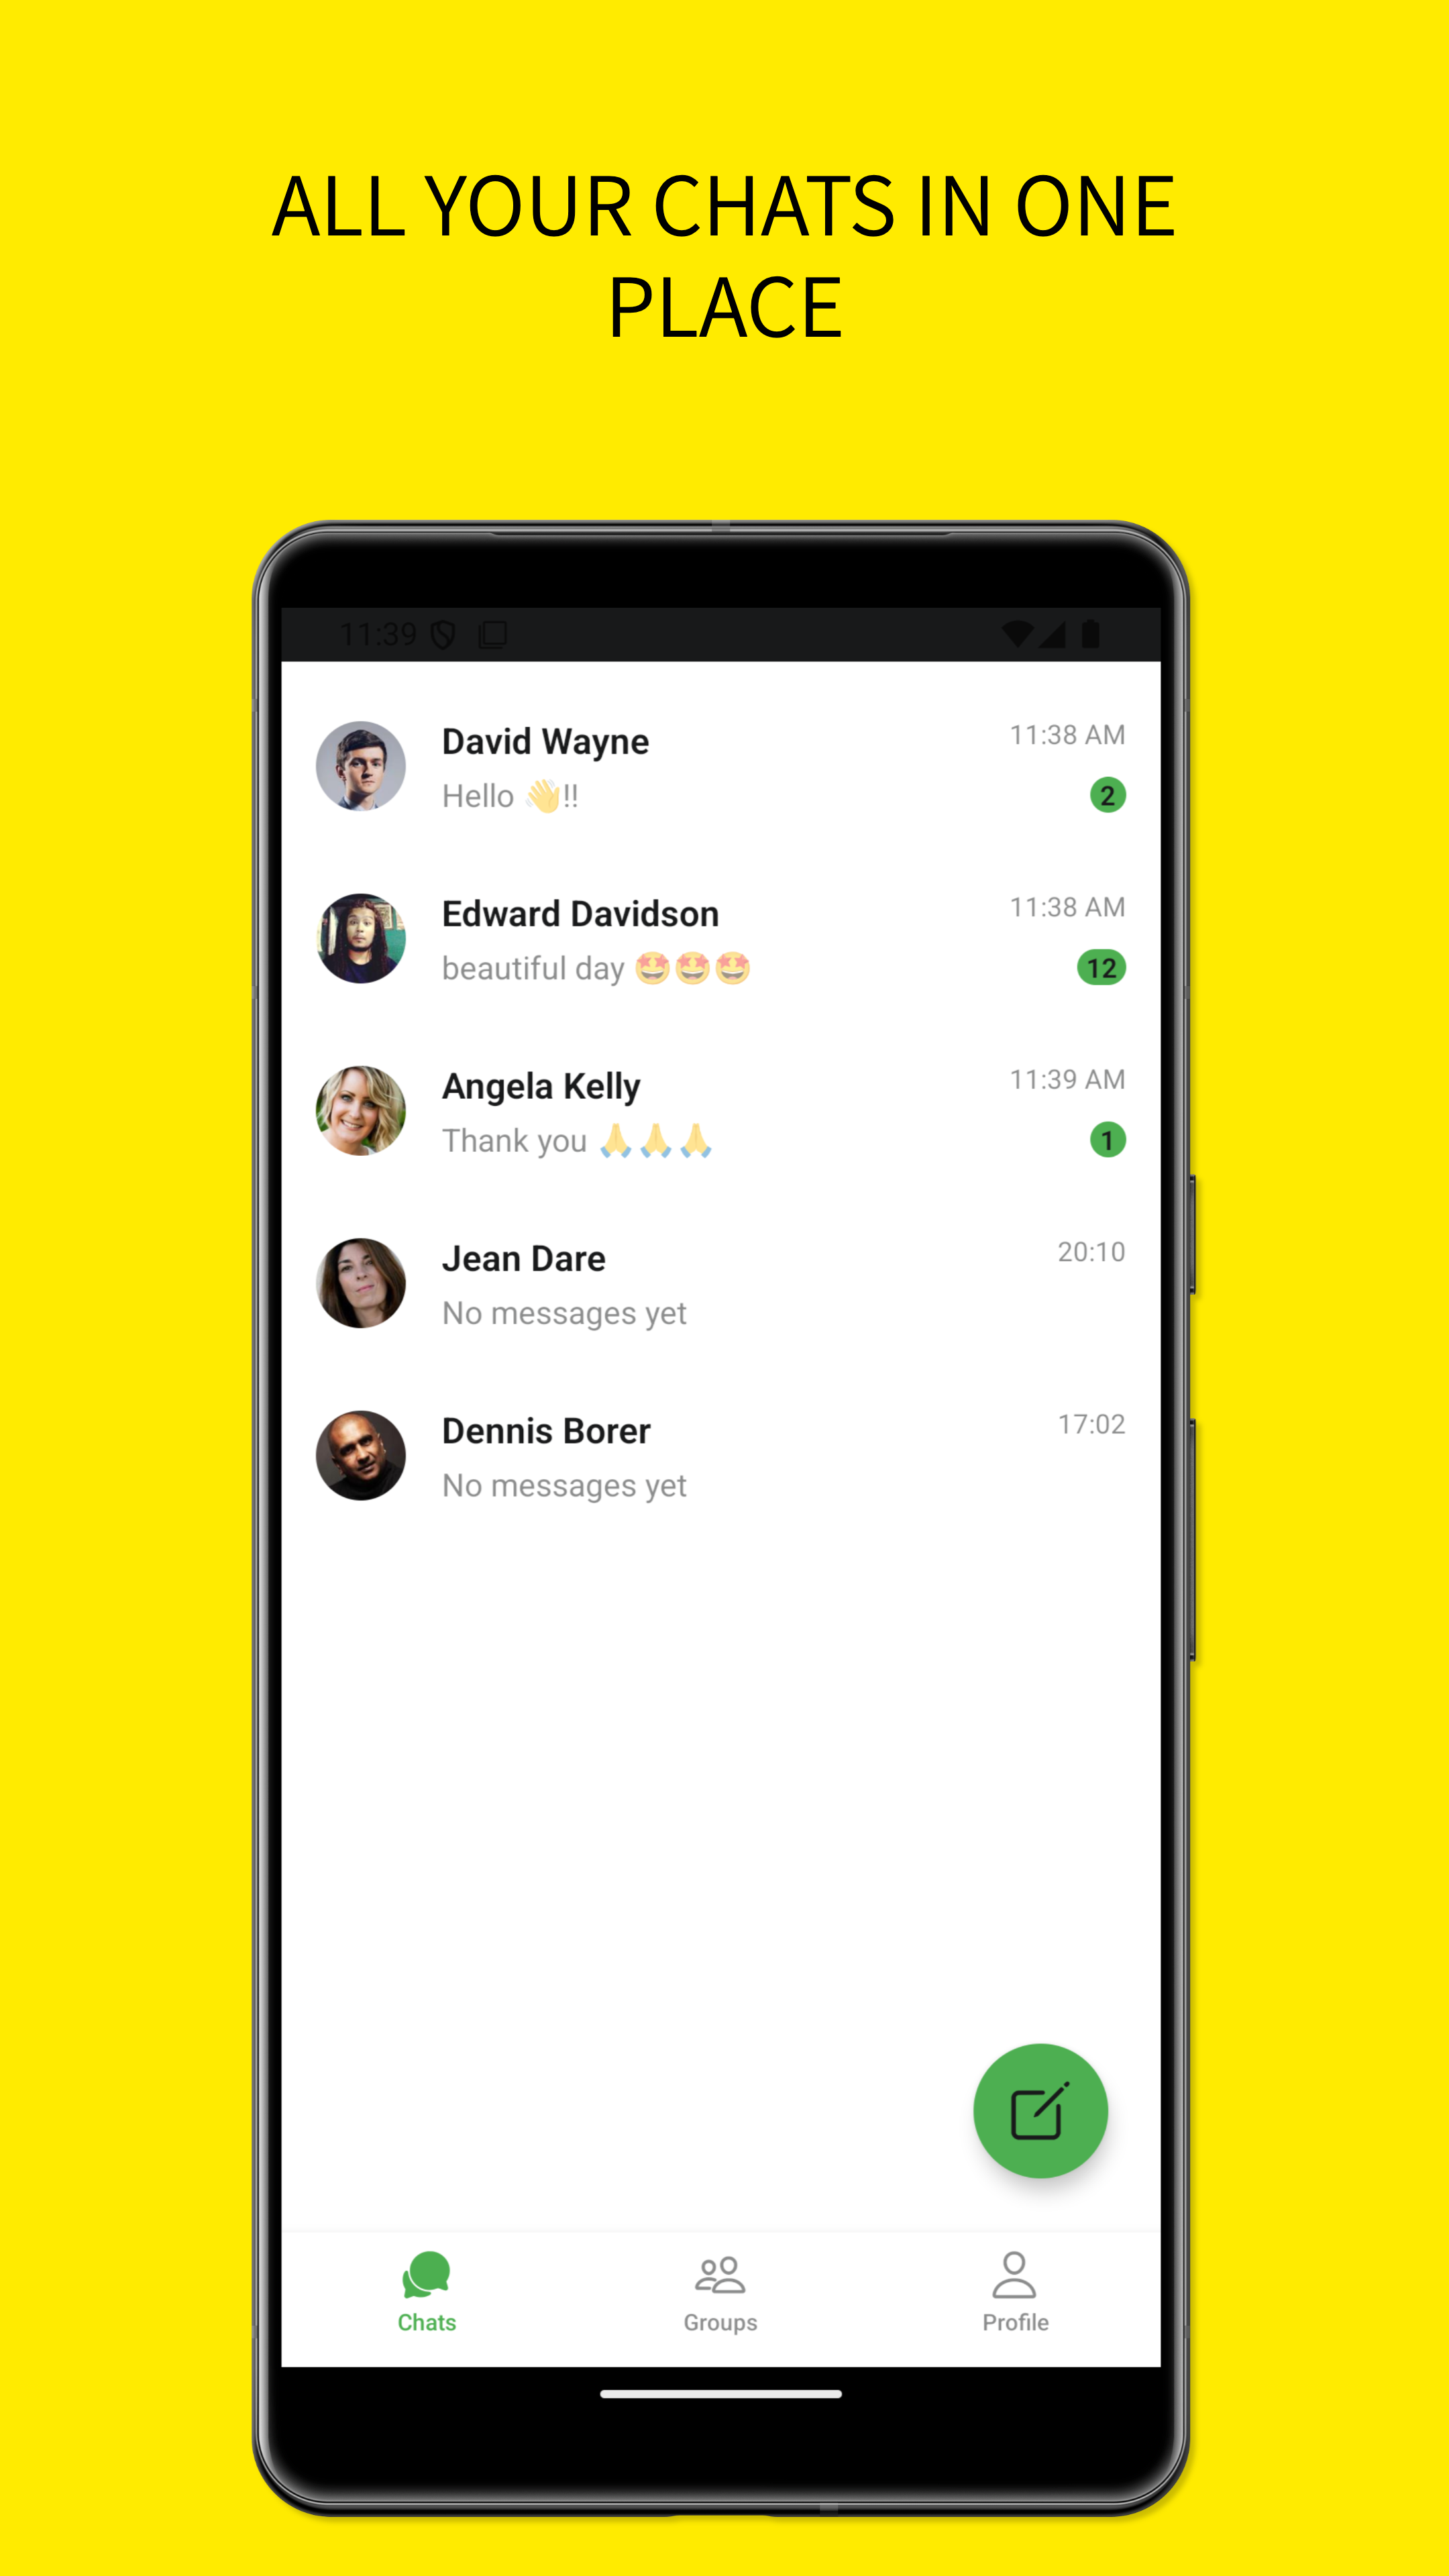 ALL YOUR CHATS IN ONE
PLACE
11:39
David Wayne 11:38 AM
Hello 👋!! 2
Edward Davidson 11:38 AM
beautiful day 🤩🤩🤩 12
Angela Kelly 11:39 AM
Thank you 🙏🙏🙏 1
Jean Dare 20:10
No messages yet
Dennis Borer 17:02
No messages yet
Chats Groups Profile